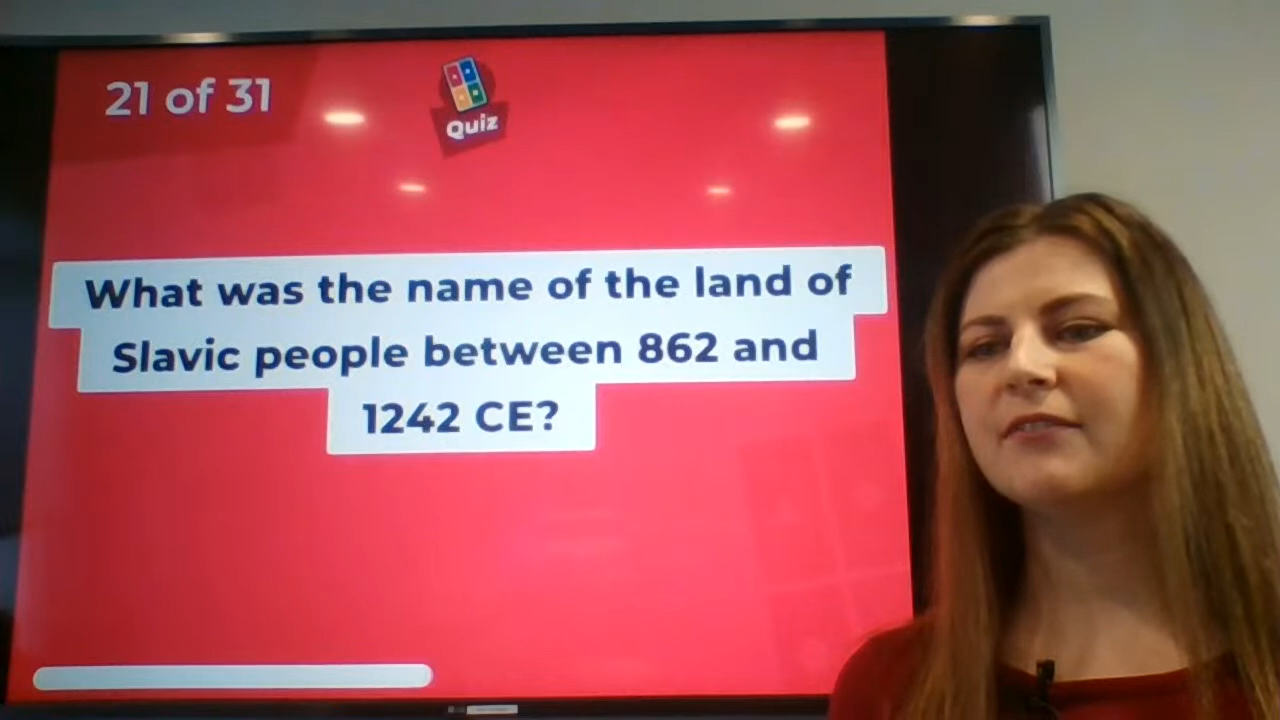 21 of 31
Quiz
What was the name of the land of
Slavic people between 862 and
1242 CE?